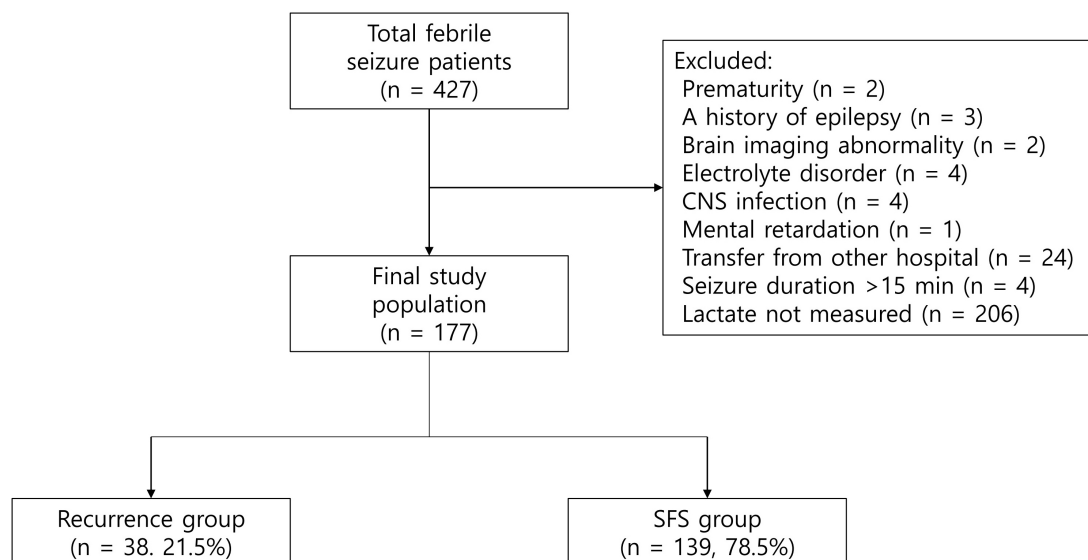 Total febrile
seizure patients
(n = 427)
Excluded:
Prematurity (n = 2)
A history of epilepsy (n = 3)
Brain imaging abnormality (n = 2)
Electrolyte disorder (n = 4)
CNS infection (n = 4)
Mental retardation (n = 1)
Transfer from other hospital (n = 24)
Seizure duration >15 min (n = 4)
Lactate not measured (n = 206)
Final study
population
(n = 177)
Recurrence group
(n = 38. 21.5%)
SFS group
(n = 139, 78.5%)